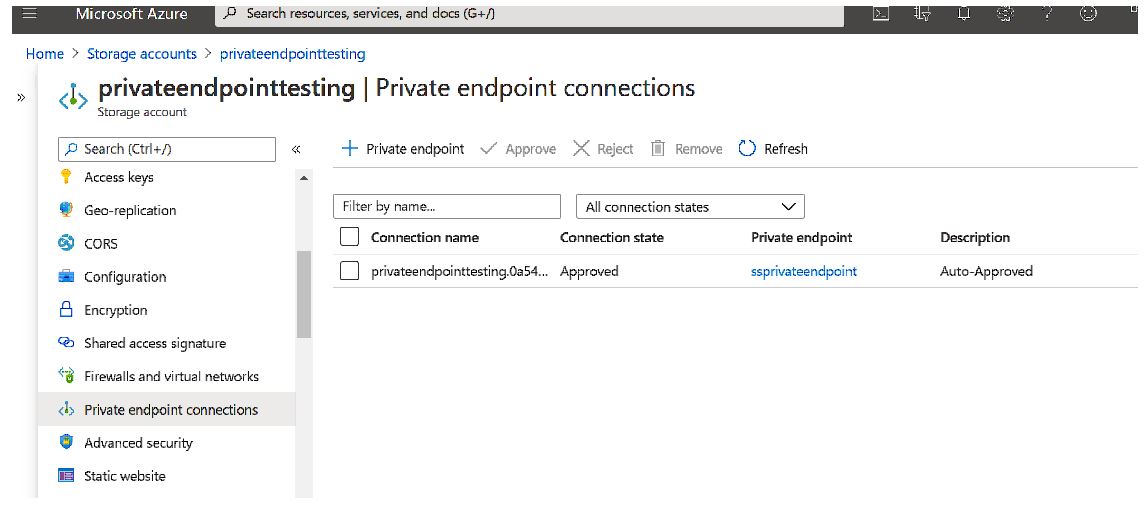 Microsoft Azure
Search resources, services, and docs (G+/)
Home > Storage accounts > privateendpointtesting
privateendpointtesting | Private endpoint connections
Storage account
Search (Ctrl+/)
Private endpoint
Approve
Reject
Remove
Refresh
Access keys
Geo-replication
CORS
Configuration
Encryption
Shared access signature
Firewalls and virtual networks
Private endpoint connections
Advanced security
Static website
Filter by name...
All connection states
Connection name Connection state Private endpoint Description
privateendpointtesting.0a54... Approved ssprivateendpoint Auto-Approved